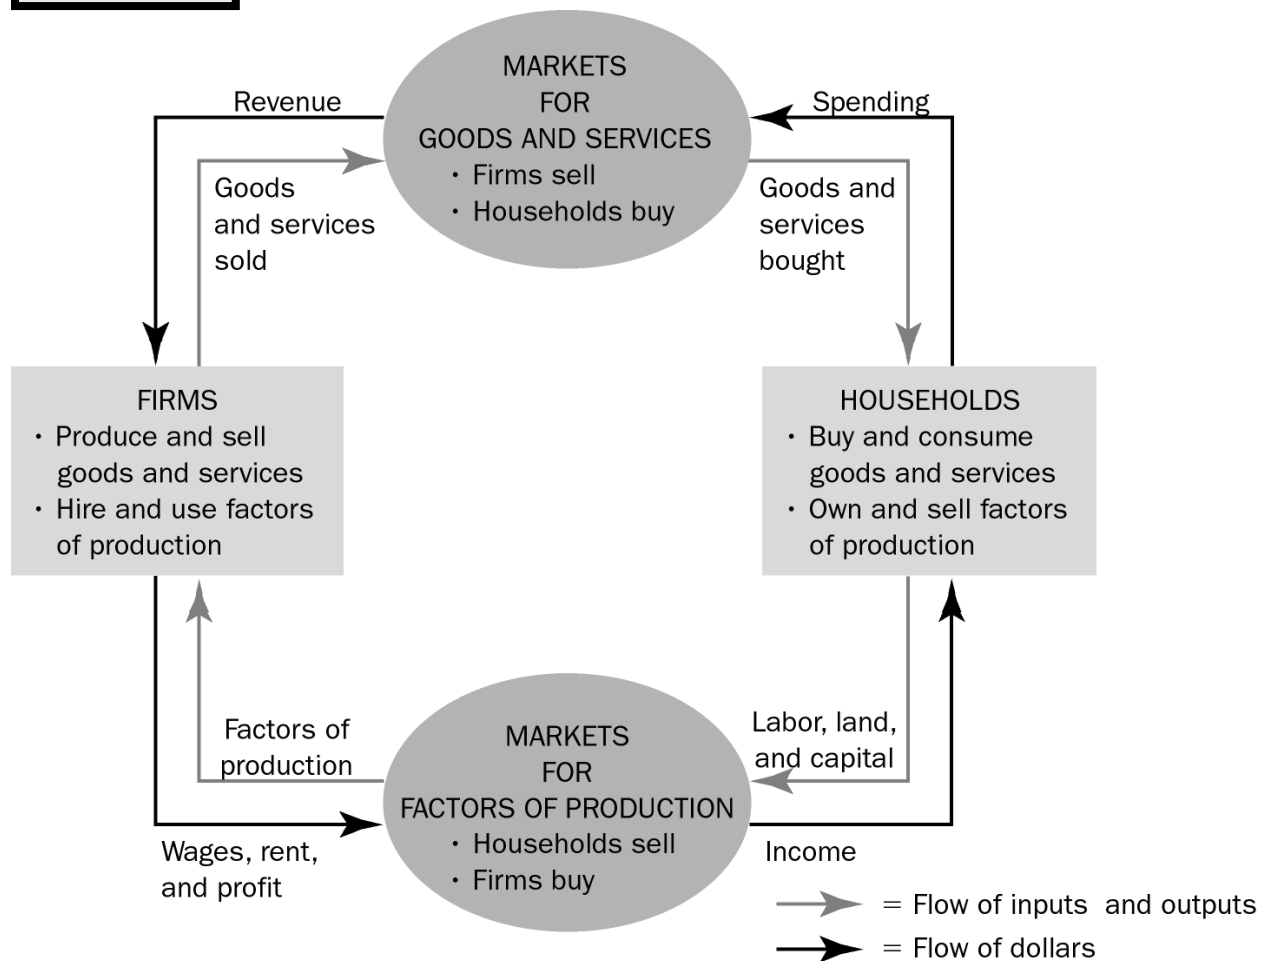 MARKETS
FOR
GOODS AND SERVICES
• Firms sell
• Households buy
Revenue
Spending
Goods
and services
sold
Goods and
services
bought
FIRMS
• Produce and sell
goods and services
• Hire and use factors
of production
HOUSEHOLDS
• Buy and consume
goods and services
• Own and sell factors
of production
Factors of
production
Labor, land,
and capital
MARKETS
FOR
FACTORS OF PRODUCTION
• Households sell
• Firms buy
Wages, rent,
and profit
Income
= Flow of inputs and outputs
= Flow of dollars